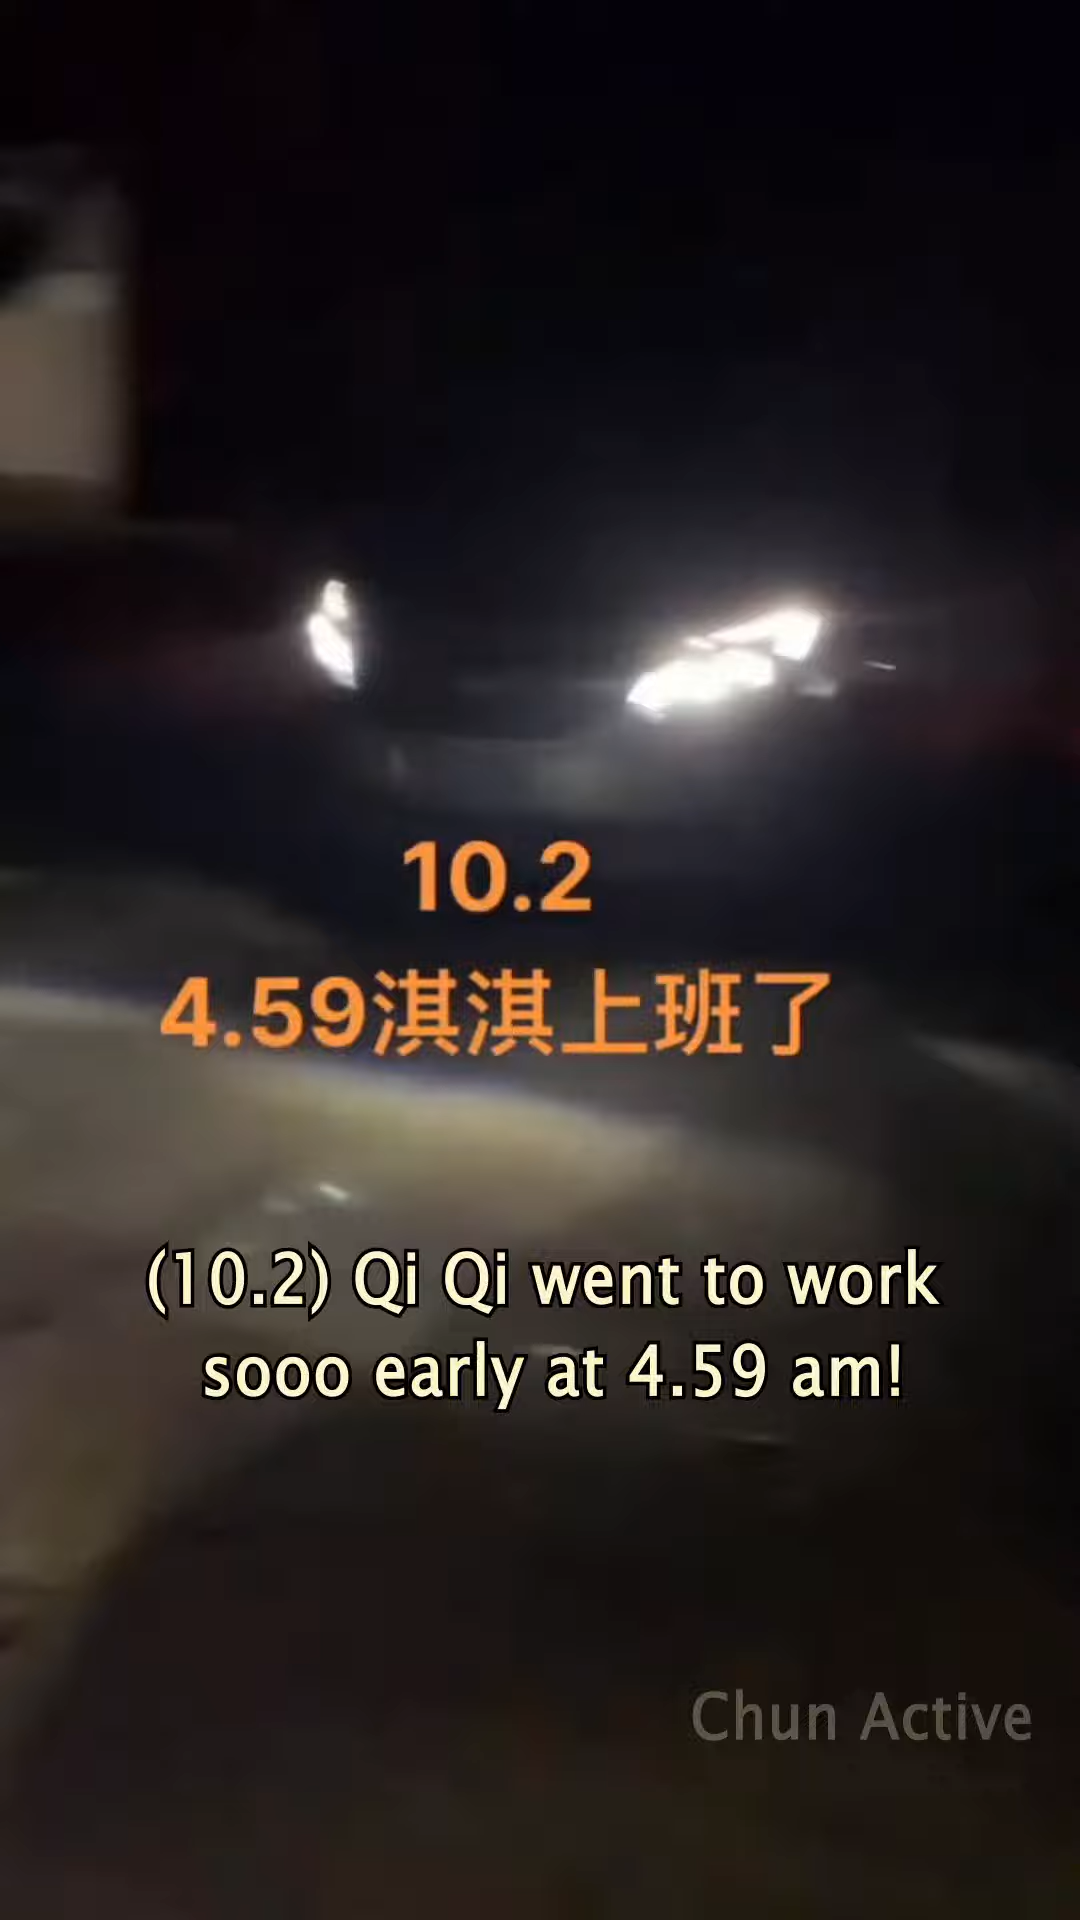 10.2
4.59淇淇上班了
(10.2) Qi Qi went to work
sooo early at 4.59 am!
Chun Active